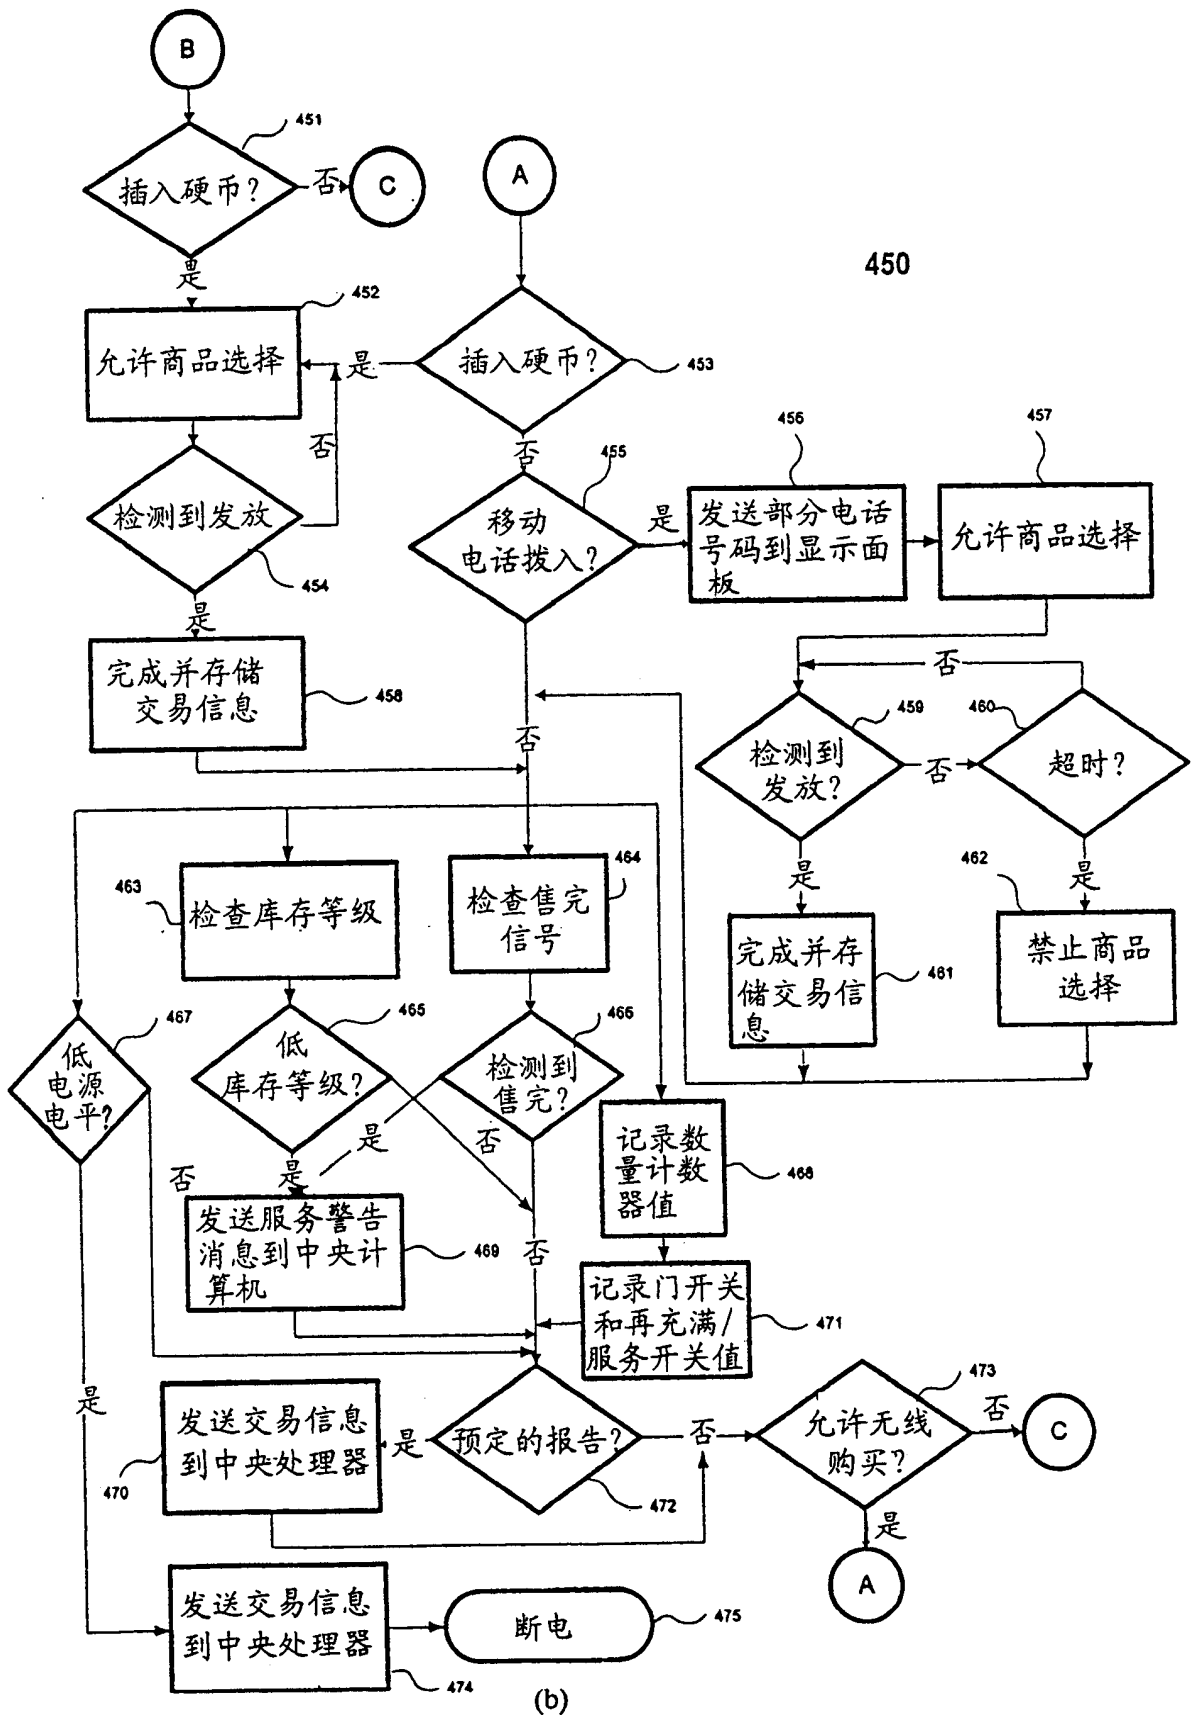 B
451
插入硬币?
否
C
A
450
是
452
允许商品选择
是
插入硬币?
453
否
否
455
456
457
检测到发放
454
移动
电话拨入?
是
发送部分电话
号码到显示面
板
允许商品选择
是
完成并存储
交易信息
458
否
否
459
460
检测到
发放?
否
超时?
463
检查库存等级
464
检查售完
信号
是
462
是
完成并存
储交易信
息
461
禁止商品
选择
467
低
电源
电平?
465
低
库存等级?
466
检测到
售完?
否
是
是
否
记录数
量计数
器值
468
发送服务警告
消息到中央计
算机
469
否
记录门开关
和再充满/
服务开关值
471
是
发送交易信息
到中央处理器
470
是
预定的报告?
472
否
473
允许无线
购买?
否
C
是
A
发送交易信息
到中央处理器
474
断电
475
(b)